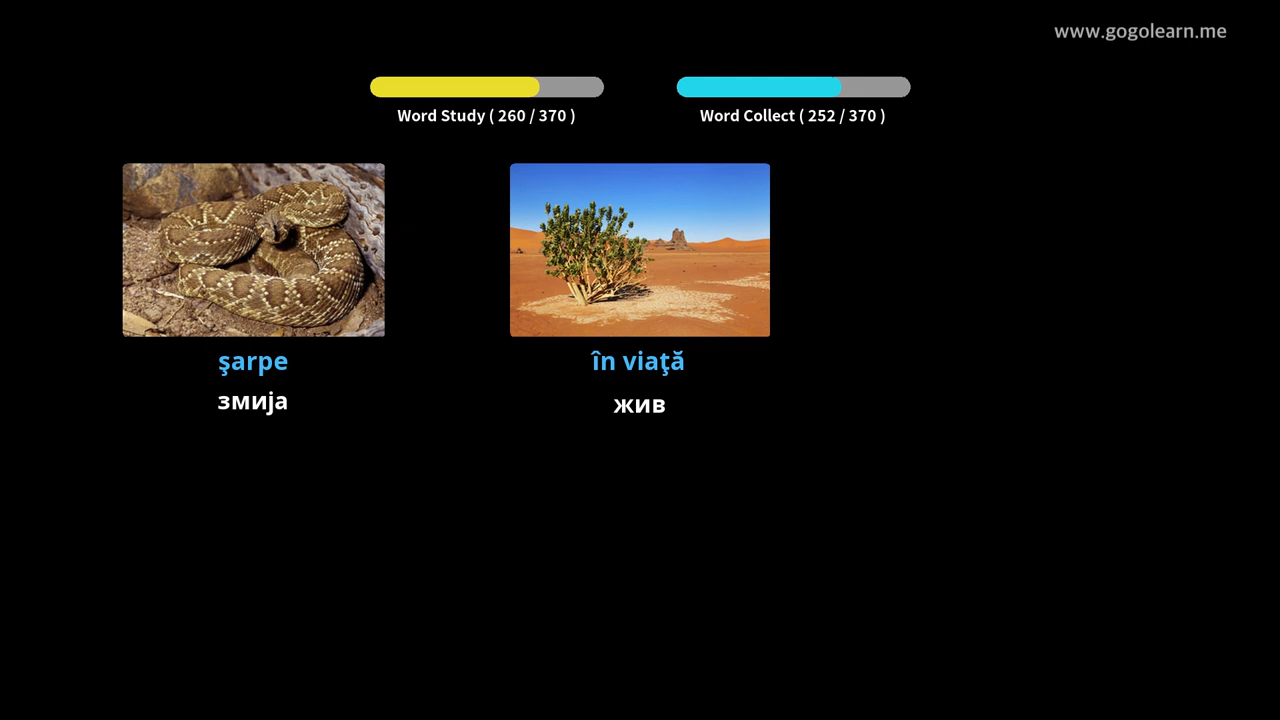 www.gogolearn.me
Word Study ( 260 / 370 )
Word Collect ( 252 / 370 )
şarpe
în viaţă
змија
жив